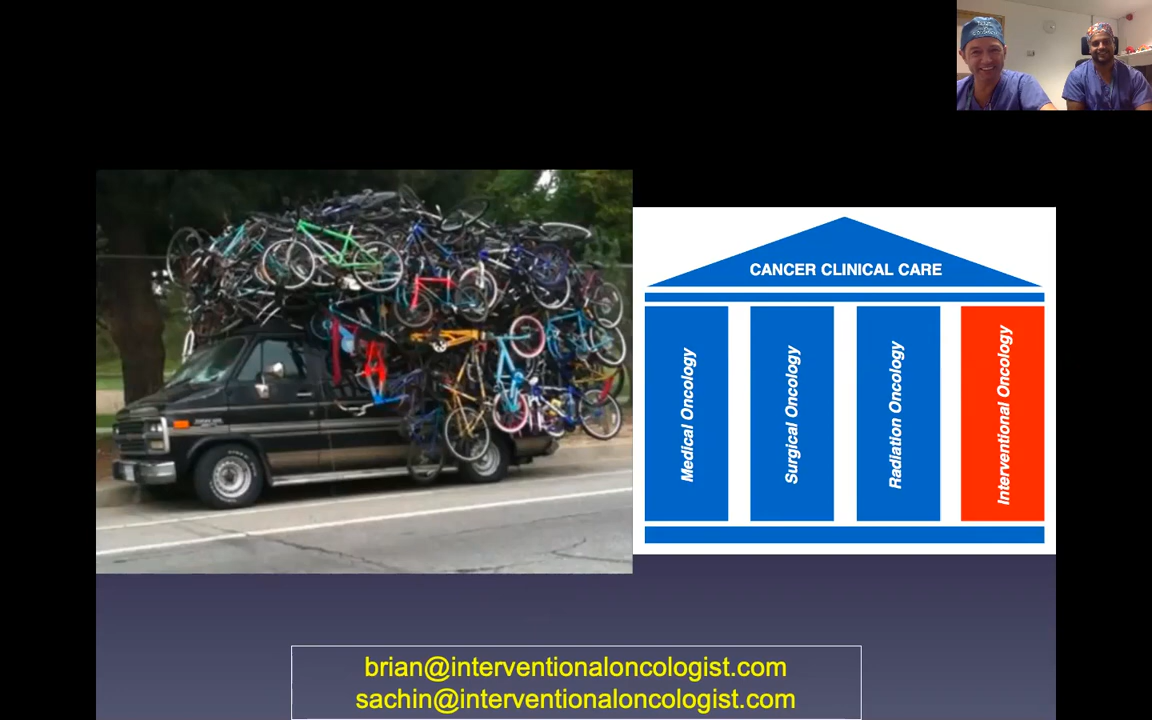 CANCER CLINICAL CARE
Medical Oncology
Surgical Oncology
Radiation Oncology
Interventional Oncology
brian@interventionaloncologist.com
sachin@interventionaloncologist.com